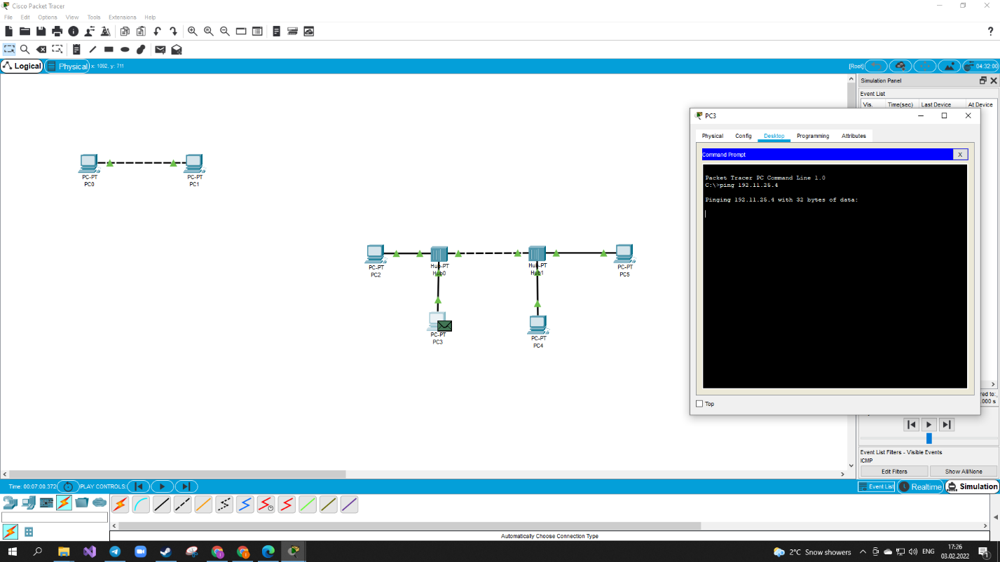 Cisco Packet Tracer
File Edit Options View Tools Extensions Help
?
Logical Physical x: 1092, y: 711 [Root] 04:32:00
Simulation Panel
Event List
Vis. Time(sec) Last Device At Device
PC3
Physical Config Desktop Programming Attributes
Command Prompt X
Packet Tracer PC Command Line 1.0
C:\>ping 192.11.25.4
Pinging 192.11.25.4 with 32 bytes of data:
Top
PC-PT
PC0
PC-PT
PC1
PC-PT
PC2
Hub-PT
Hub0
Hub-PT
Hub1
PC-PT
PC5
PC-PT
PC3
PC-PT
PC4
red to:
.000 s
Event List Filters - Visible Events
ICMP
Edit Filters Show All/None
Time: 00:07:00.372 PLAY CONTROLS: Event List Realtime Simulation
Automatically Choose Connection Type
2°C Snow showers ENG 17:26
03.02.2022
1